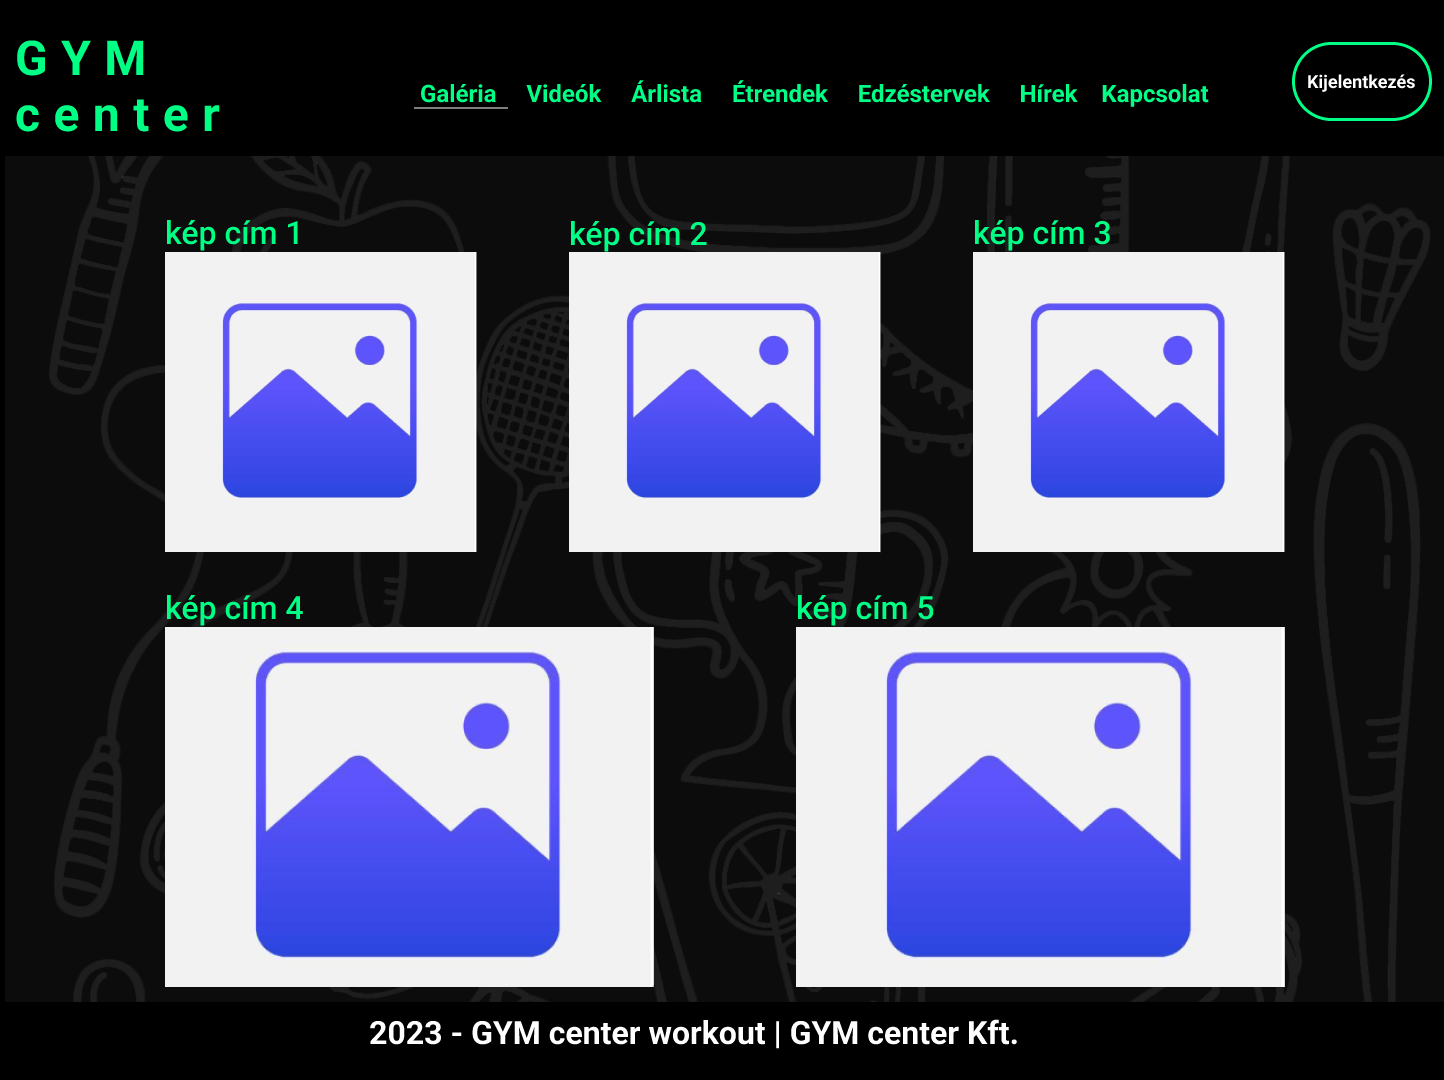 GYM
center
Galéria Videók Árlista Étrendek Edzéstervek Hírek Kapcsolat
Kijelentkezés
kép cím 1
kép cím 2
kép cím 3
kép cím 4
kép cím 5
2023 - GYM center workout | GYM center Kft.